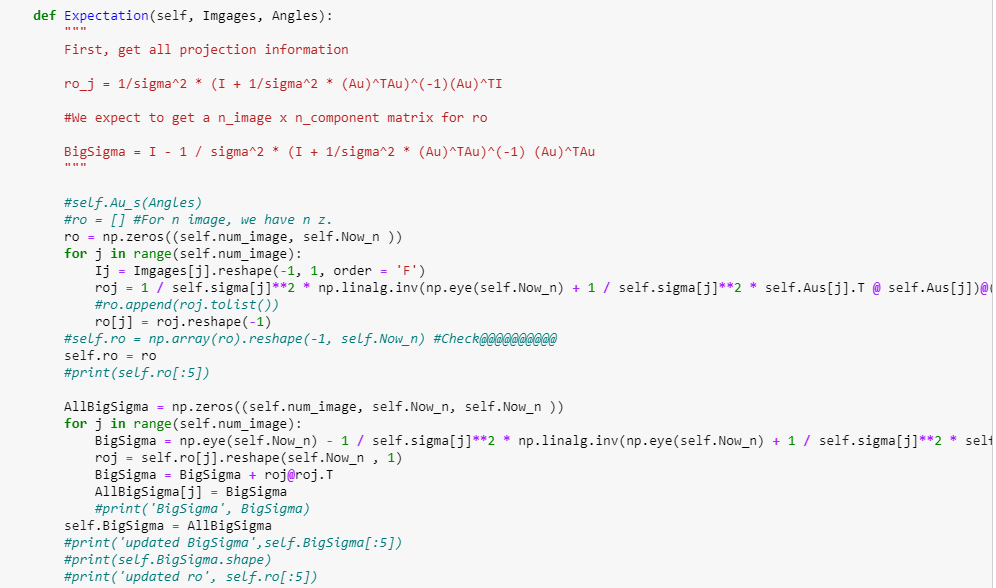 def Expectation(self, Imgages, Angles):
"""
First, get all projection information
ro_j = 1/sigma^2 * (I + 1/sigma^2 * (Au)^TAu)^(-1)(Au)^TI
#We expect to get a n_image x n_component matrix for ro
BigSigma = I - 1 / sigma^2 * (I + 1/sigma^2 * (Au)^TAu)^(-1) (Au)^TAu
"""
#self.Au_s(Angles)
#ro = [] #For n image, we have n z.
ro = np.zeros((self.num_image, self.Now_n ))
for j in range(self.num_image):
Ij = Imgages[j].reshape(-1, 1, order = 'F')
roj = 1 / self.sigma[j]**2 * np.linalg.inv(np.eye(self.Now_n) + 1 / self.sigma[j]**2 * self.Aus[j].T @ self.Aus[j])@(
#ro.append(roj.tolist())
ro[j] = roj.reshape(-1)
#self.ro = np.array(ro).reshape(-1, self.Now_n) #Check@@@@@@@@@@
self.ro = ro
#print(self.ro[:5])
AllBigSigma = np.zeros((self.num_image, self.Now_n, self.Now_n ))
for j in range(self.num_image):
BigSigma = np.eye(self.Now_n) - 1 / self.sigma[j]**2 * np.linalg.inv(np.eye(self.Now_n) + 1 / self.sigma[j]**2 * self
roj = self.ro[j].reshape(self.Now_n , 1)
BigSigma = BigSigma + roj@roj.T
AllBigSigma[j] = BigSigma
#print('BigSigma', BigSigma)
self.BigSigma = AllBigSigma
#print('updated BigSigma',self.BigSigma[:5])
#print(self.BigSigma.shape)
#print('updated ro', self.ro[:5])